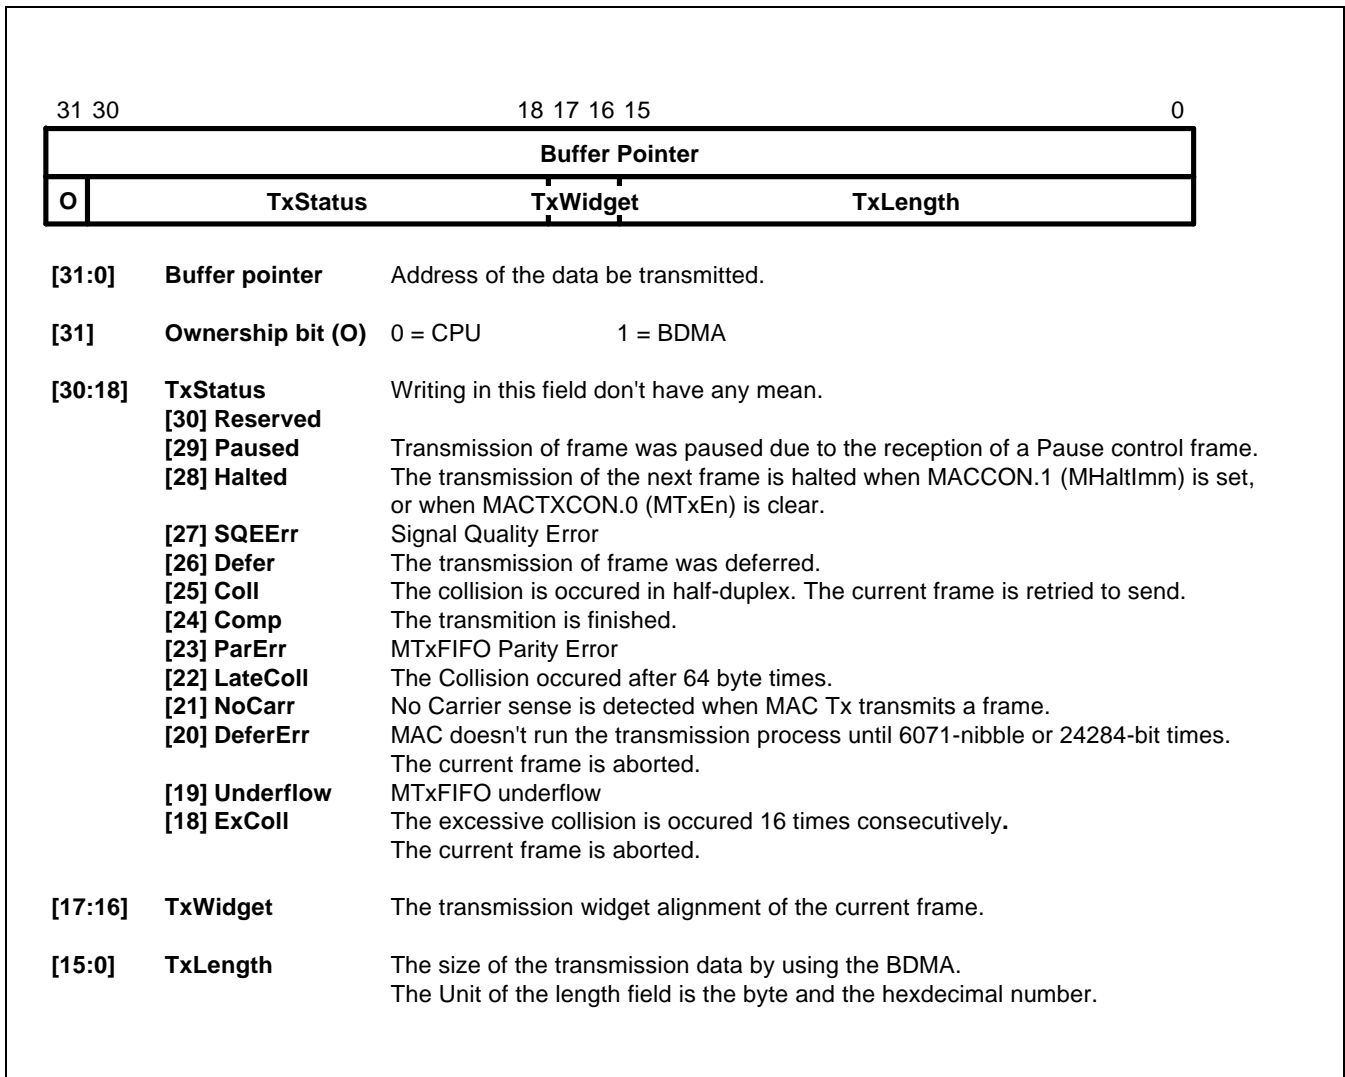 31 30 18 17 16 15 0
Buffer Pointer
O TxStatus TxWidget TxLength
[31:0] Buffer pointer Address of the data be transmitted.
[31] Ownership bit (O) 0 = CPU 1 = BDMA
[30:18] TxStatus Writing in this field don't have any mean.
[30] Reserved
[29] Paused Transmission of frame was paused due to the reception of a Pause control frame.
[28] Halted The transmission of the next frame is halted when MACCON.1 (MHaltImm) is set,
or when MACTXCON.0 (MTxEn) is clear.
[27] SQEErr Signal Quality Error
[26] Defer The transmission of frame was deferred.
[25] Coll The collision is occured in half-duplex. The current frame is retried to send.
[24] Comp The transmition is finished.
[23] ParErr MTxFIFO Parity Error
[22] LateColl The Collision occured after 64 byte times.
[21] NoCarr No Carrier sense is detected when MAC Tx transmits a frame.
[20] DeferErr MAC doesn't run the transmission process until 6071-nibble or 24284-bit times.
The current frame is aborted.
[19] Underflow MTxFIFO underflow
[18] ExColl The excessive collision is occured 16 times consecutively.
The current frame is aborted.
[17:16] TxWidget The transmission widget alignment of the current frame.
[15:0] TxLength The size of the transmission data by using the BDMA.
The Unit of the length field is the byte and the hexdecimal number.